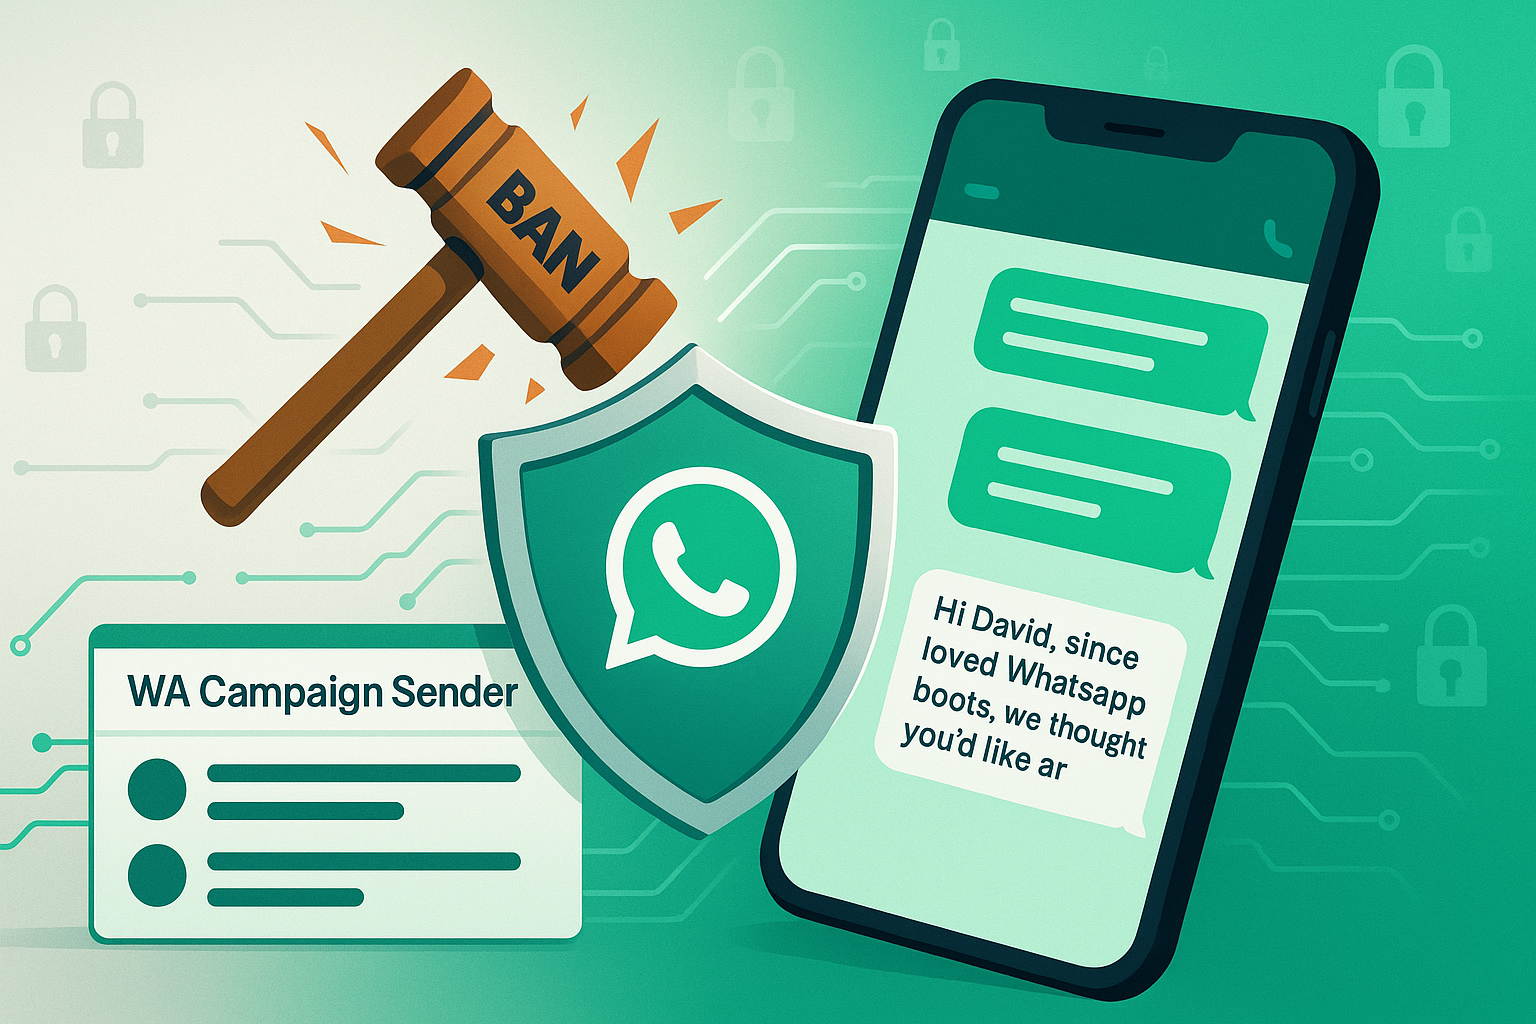 BAN
WA Campaign Sender
Hi David, since
loved Whatsapp
boots, we thought
you'd like ar